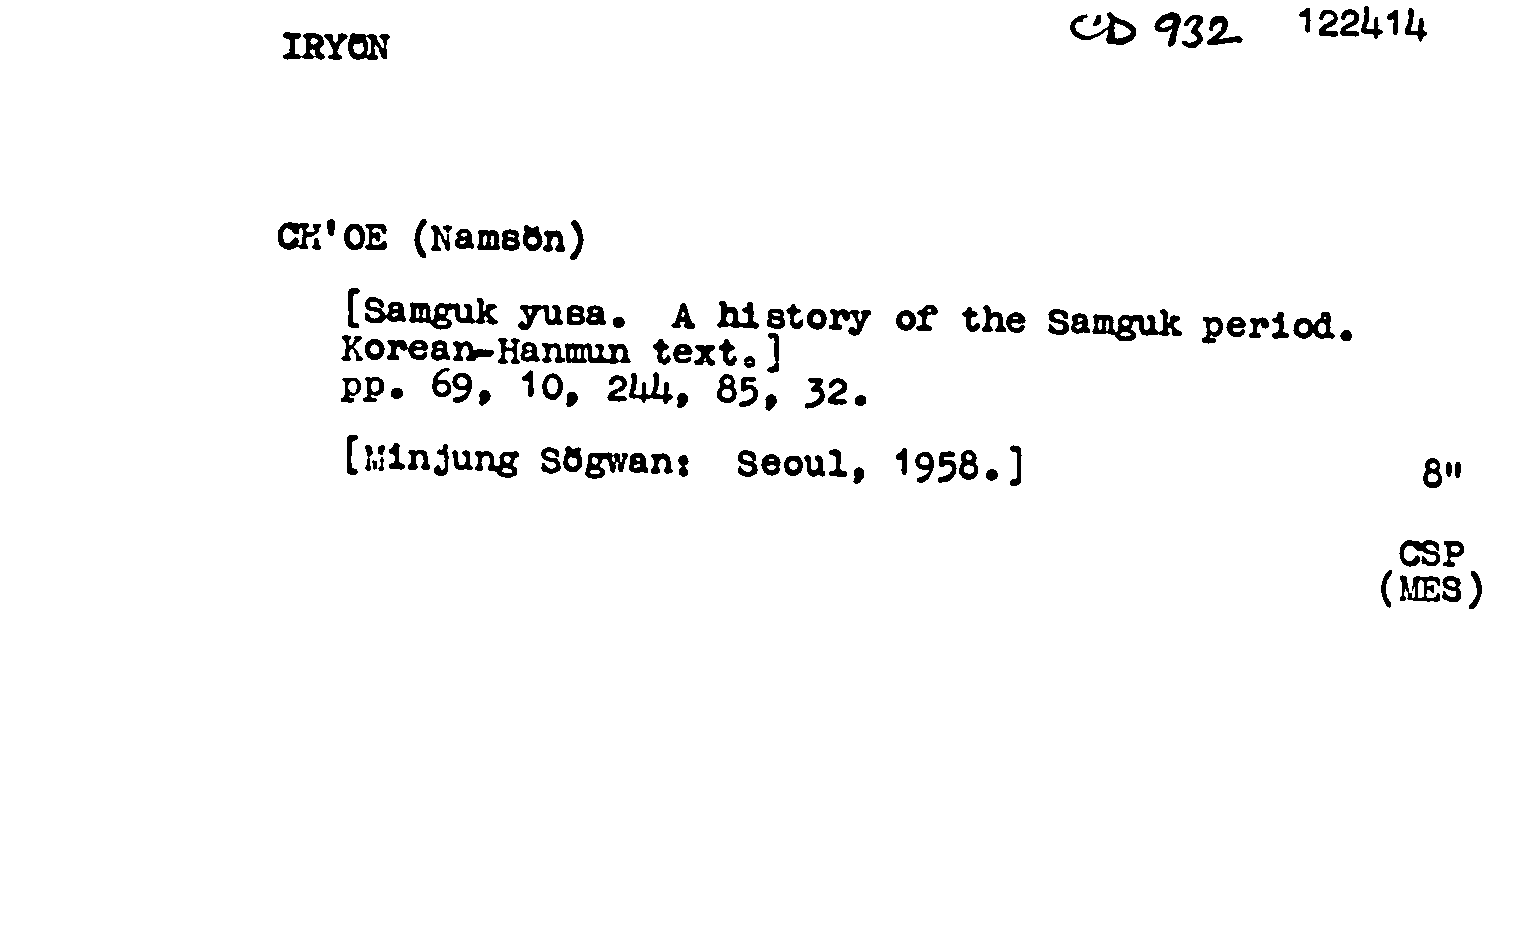 IRYŎN
CD 932 122414
CH'OE (Namsŏn)
[Samguk yusa. A history of the Samguk period.
Korean-Hanmun text.]
pp. 69, 10, 244, 85, 32.
[Minjung Sŏgwan: Seoul, 1958.]
8"
CSP
(MES)